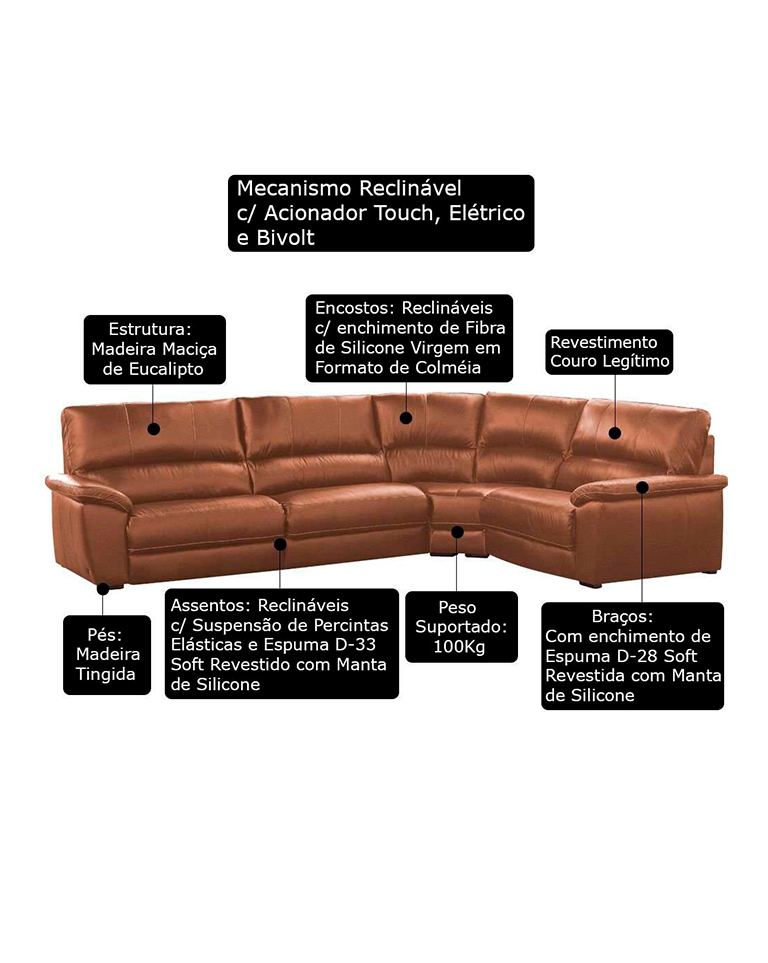 Mecanismo Reclinável
c/ Acionador Touch, Elétrico
e Bivolt
Estrutura:
Madeira Maciça
de Eucalipto
Encostos: Reclináveis
c/ enchimento de Fibra
de Silicone Virgem em
Formato de Colméia
Revestimento
Couro Legítimo
Pés:
Madeira
Tingida
Assentos: Reclináveis
c/ Suspensão de Percintas
Elásticas e Espuma D-33
Soft Revestido com Manta
de Silicone
Peso
Suportado:
100Kg
Braços:
Com enchimento de
Espuma D-28 Soft
Revestida com Manta
de Silicone